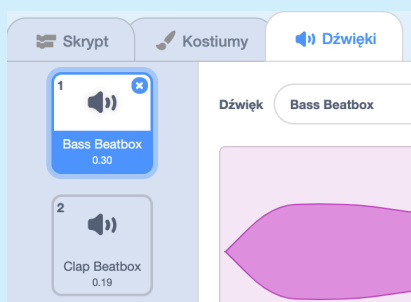 Skrypt Kostiumy Dźwięki
1
Bass Beatbox
0.30
2
Clap Beatbox
0.19
Dźwięk Bass Beatbox